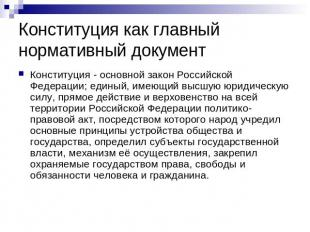 Конституция как главный
нормативный документ
Конституция - основной закон Российской
Федерации; единый, имеющий высшую юридическую
силу, прямое действие и верховенство на всей
территории Российской Федерации политико-
правовой акт, посредством которого народ учредил
основные принципы устройства общества и
государства, определил субъекты государственной
власти, механизм её осуществления, закрепил
охраняемые государством права, свободы и
обязанности человека и гражданина.